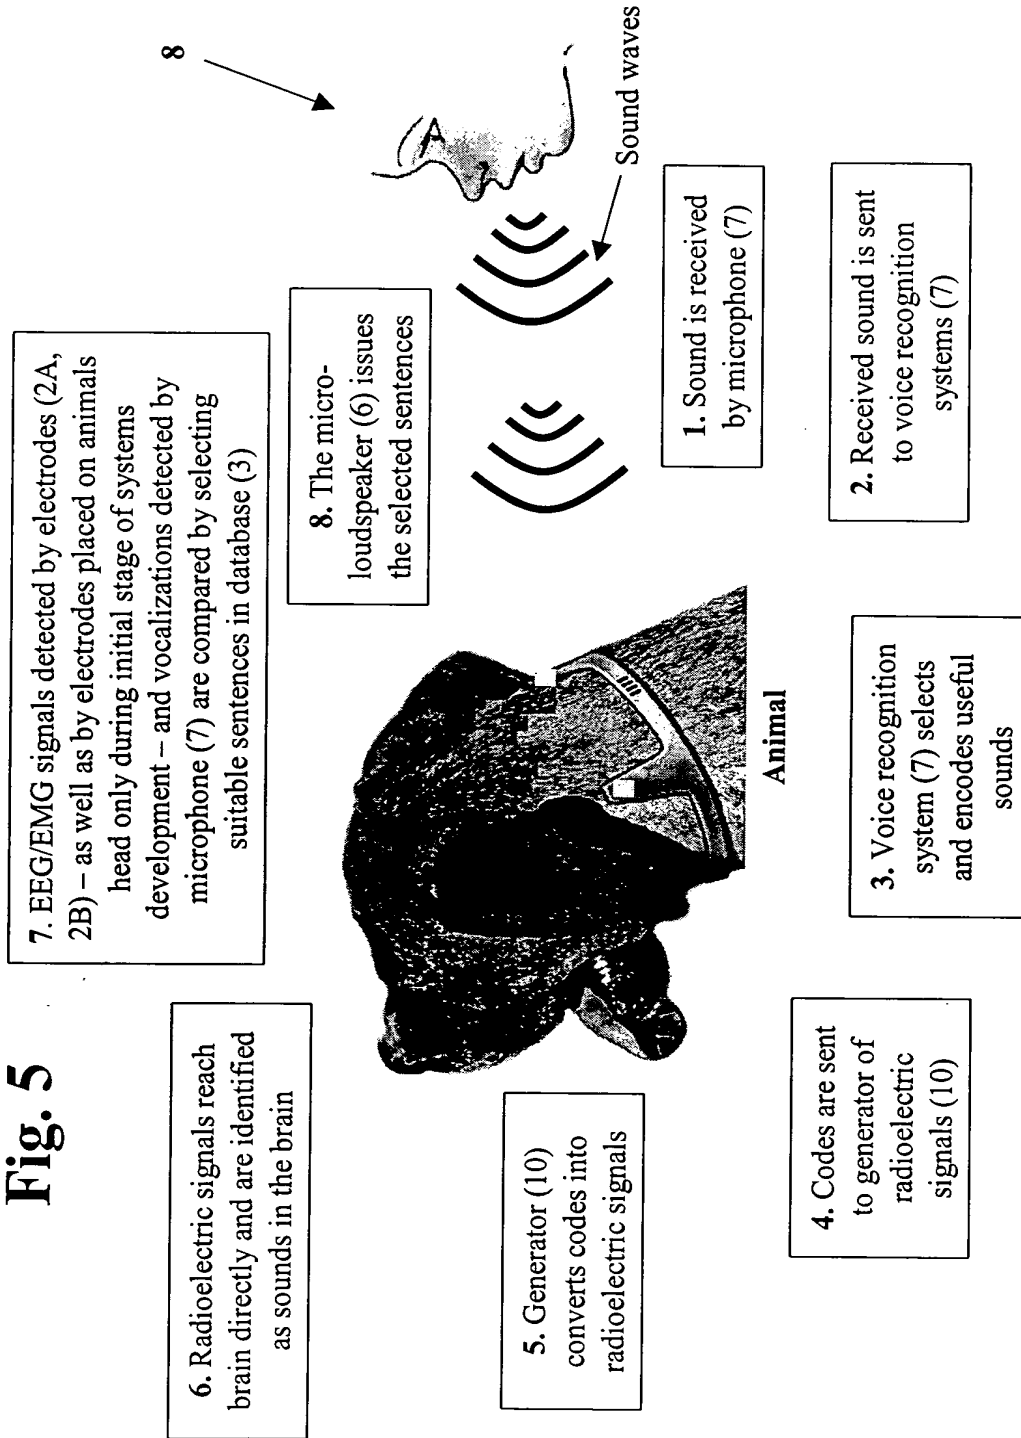 Fig. 5
7. EEG/EMG signals detected by electrodes (2A,
2B) – as well as by electrodes placed on animals
head only during initial stage of systems
development – and vocalizations detected by
microphone (7) are compared by selecting
suitable sentences in database (3)
6. Radioelectric signals reach
brain directly and are identified
as sounds in the brain
8. The micro-
loudspeaker (6) issues
the selected sentences
8
A
Sound waves
5. Generator (10)
converts codes into
radioelectric signals
Animal
1. Sound is received
by microphone (7)
4. Codes are sent
to generator of
radioelectric
signals (10)
3. Voice recognition
system (7) selects
and encodes useful
sounds
2. Received sound is sent
to voice recognition
systems (7)